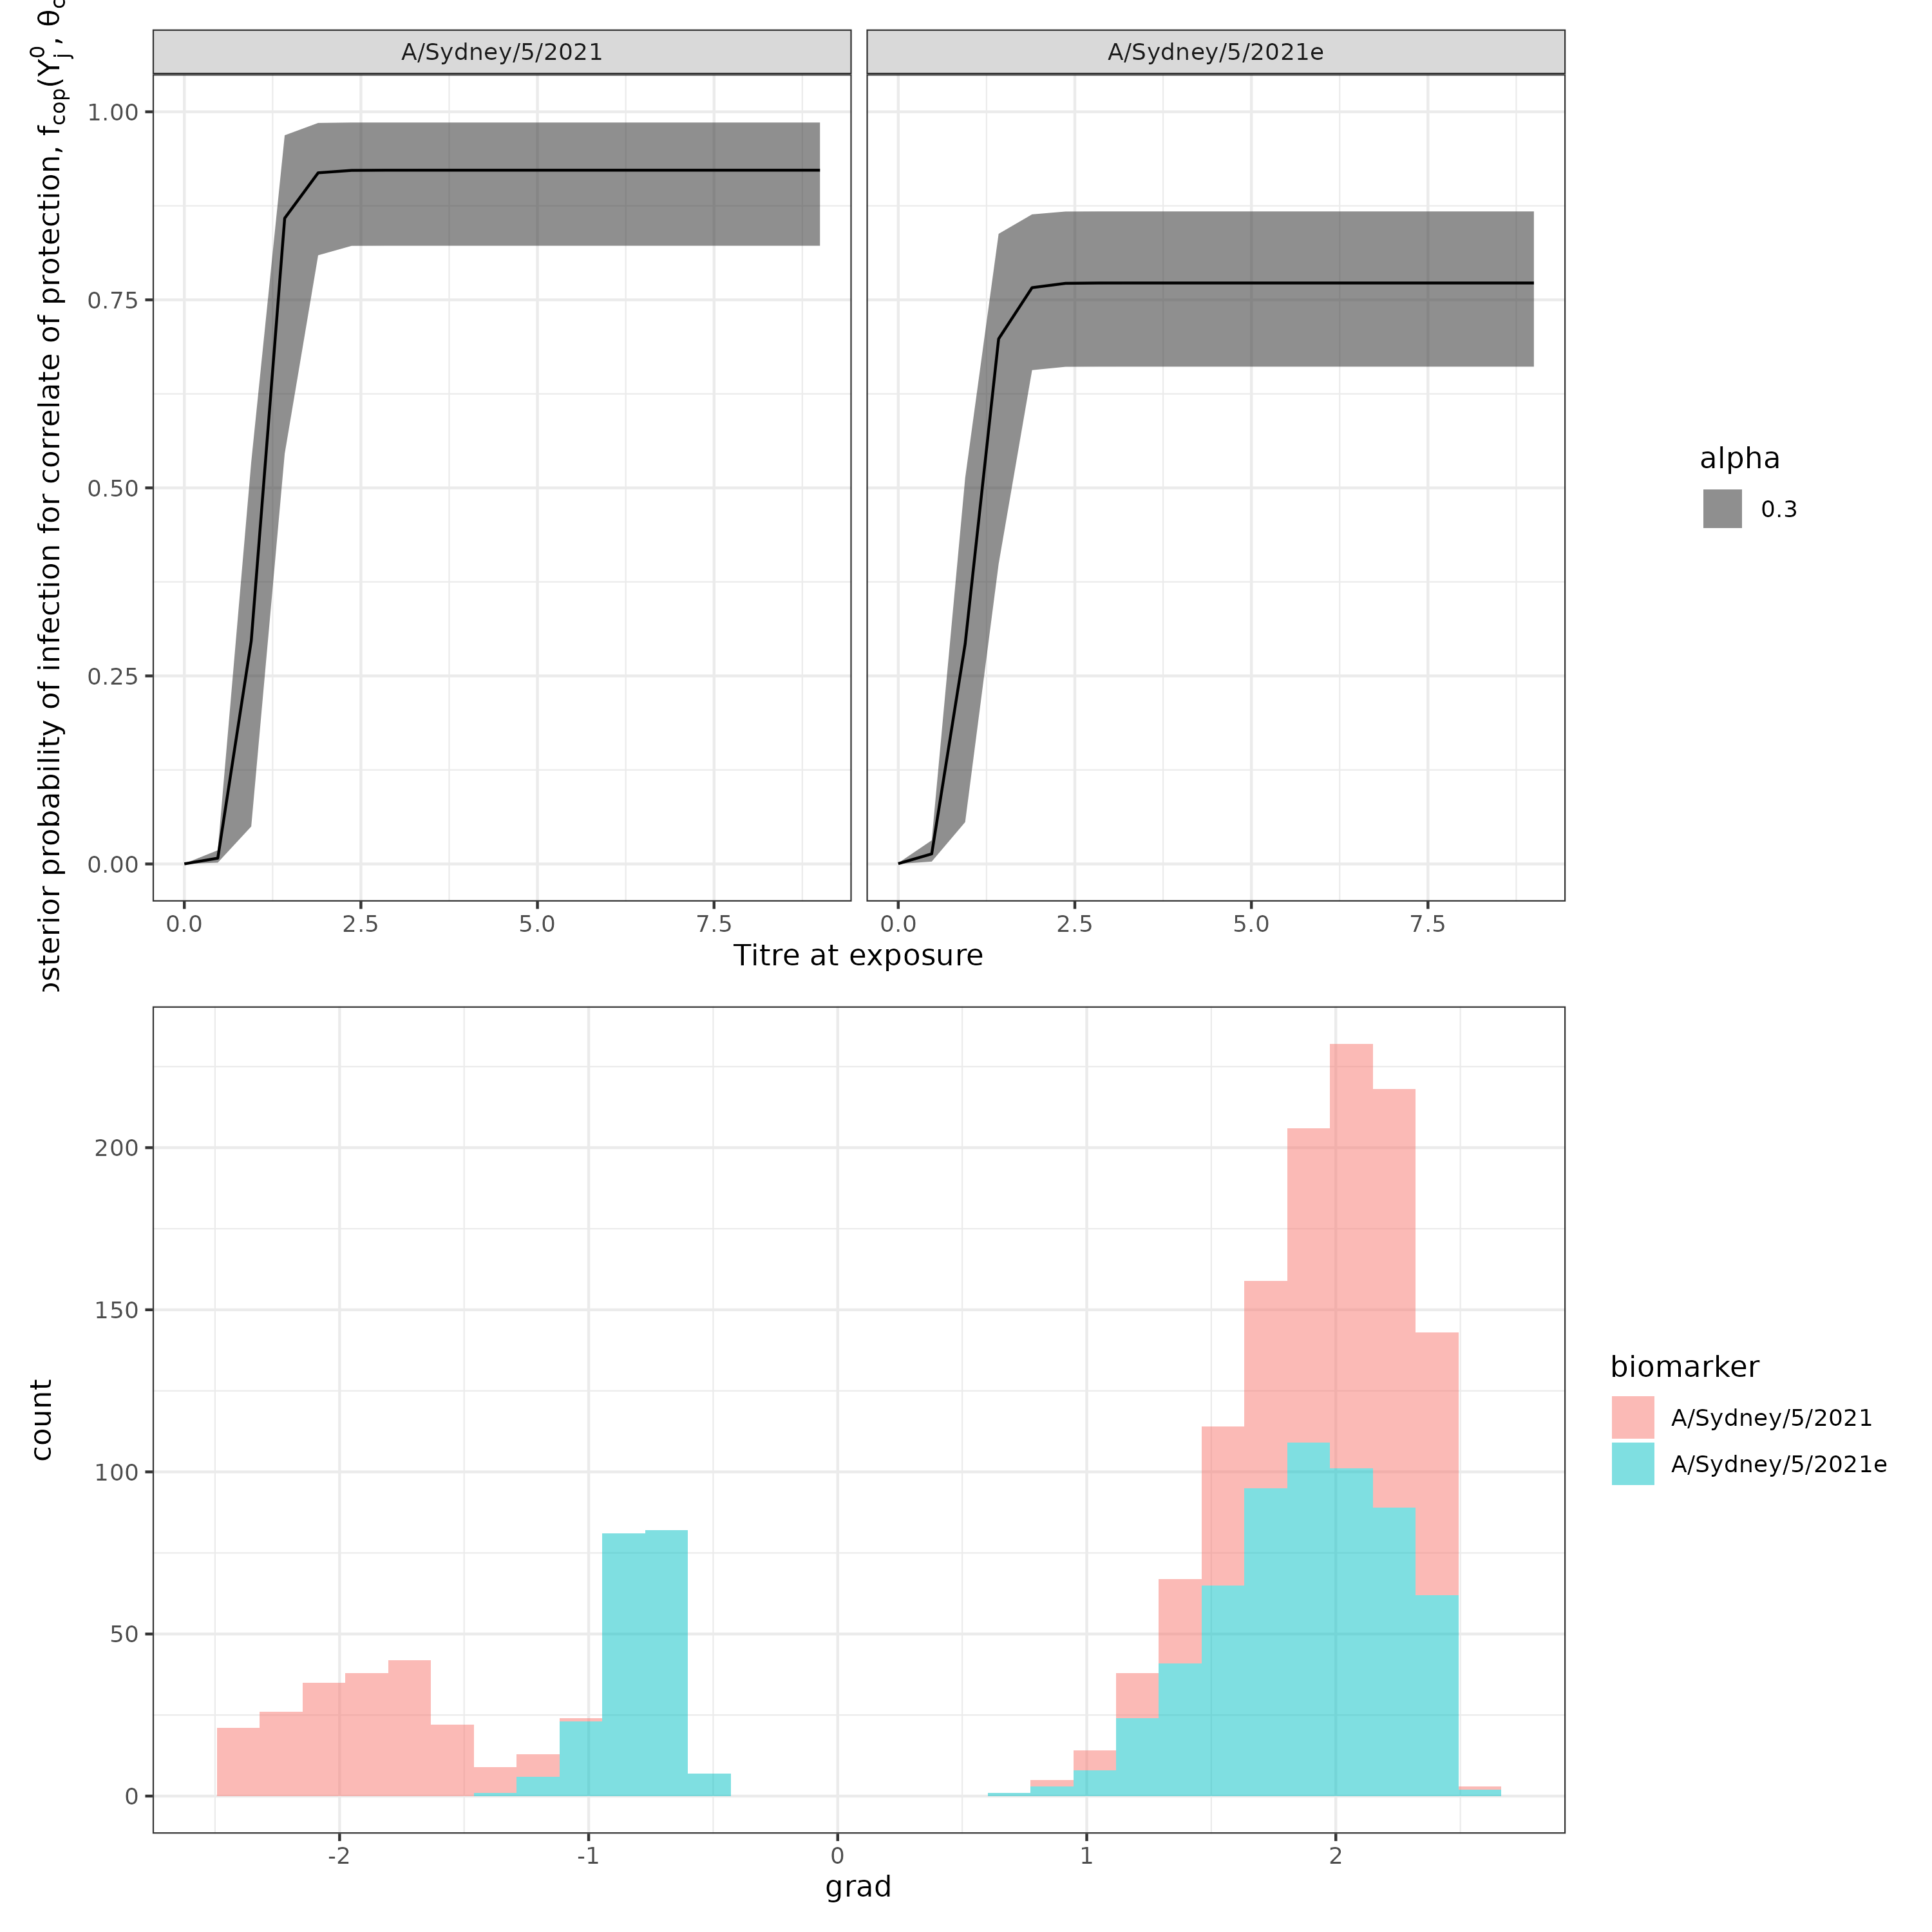 A/Sydney/5/2021
A/Sydney/5/2021e
probability of infection for correlate of protection, f_cop(Y_j^0, θ
1.00
0.75
0.50
0.25
0.00
0.0 2.5 5.0 7.5
0.0 2.5 5.0 7.5
Titre at exposure
alpha
0.3
count
200
150
100
50
0
-2 -1 0 1 2
grad
biomarker
A/Sydney/5/2021
A/Sydney/5/2021e